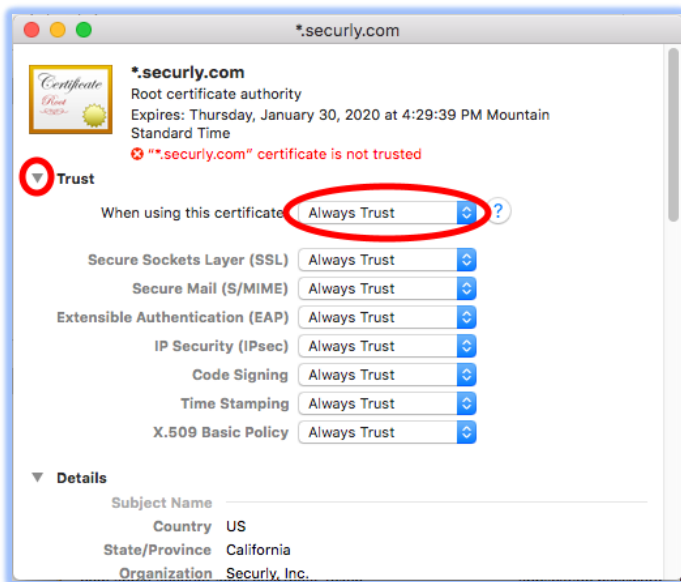 *.securly.com
Certificate
Root
*.securly.com
Root certificate authority
Expires: Thursday, January 30, 2020 at 4:29:39 PM Mountain
Standard Time
"*.securly.com" certificate is not trusted
Trust
When using this certificate Always Trust ?
Secure Sockets Layer (SSL) Always Trust
Secure Mail (S/MIME) Always Trust
Extensible Authentication (EAP) Always Trust
IP Security (IPsec) Always Trust
Code Signing Always Trust
Time Stamping Always Trust
X.509 Basic Policy Always Trust
Details
Subject Name
Country US
State/Province California
Organization Securly, Inc.